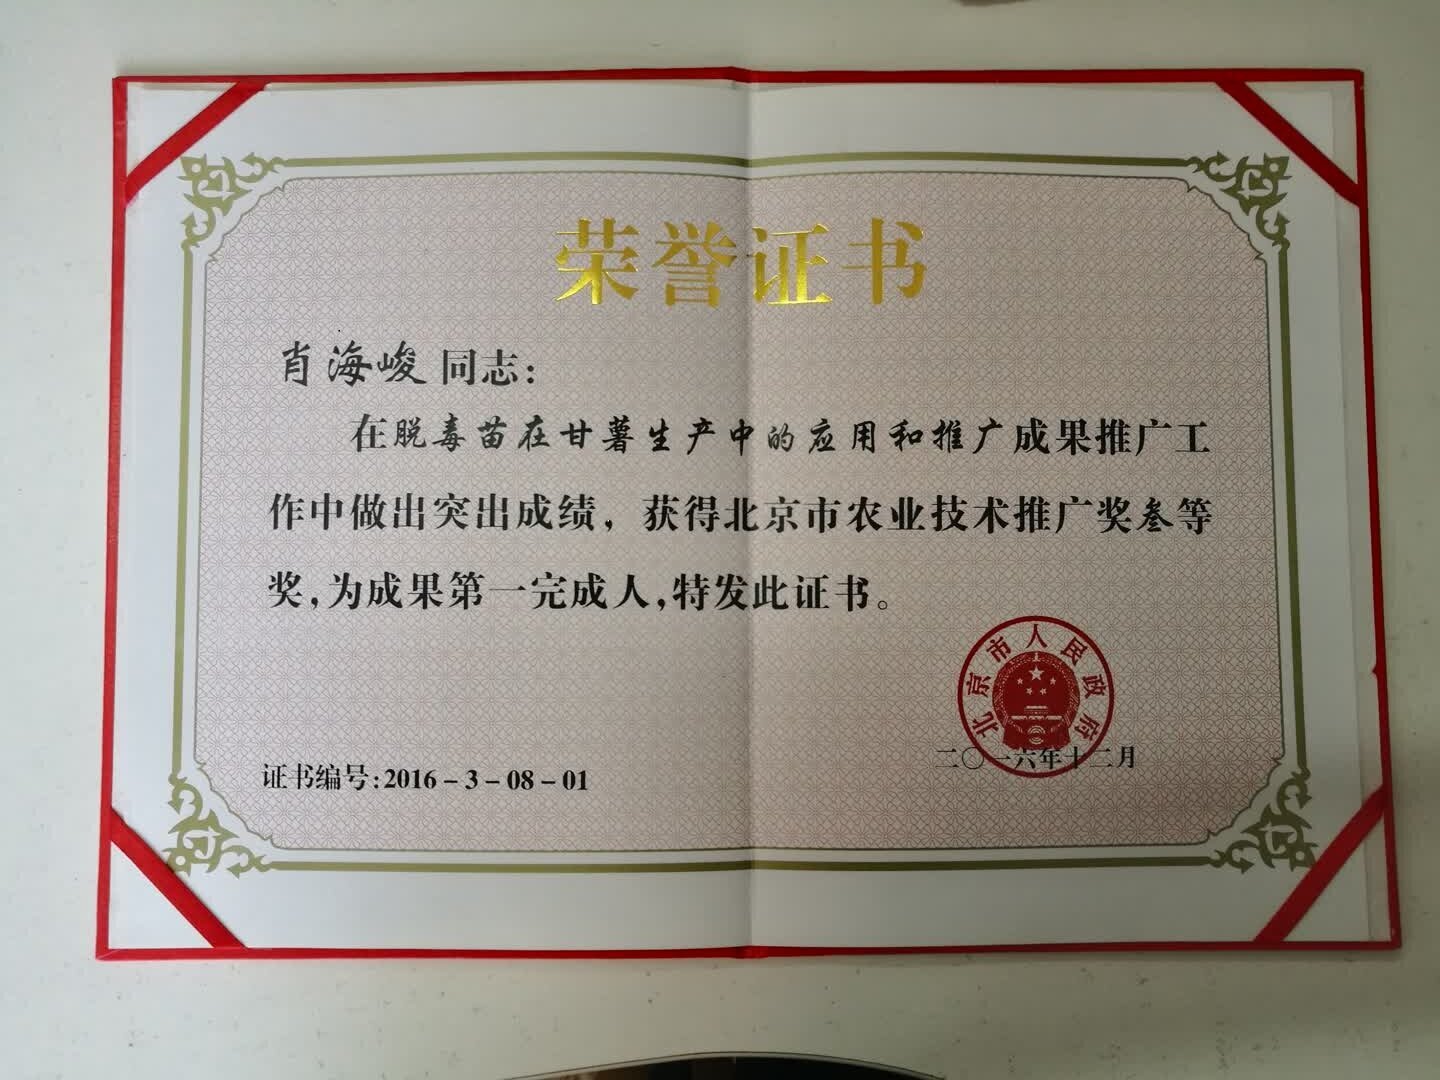 荣誉证书
肖海峻同志：
在脱毒苗在甘薯生产中的应用和推广成果推广工
作中做出突出成绩，获得北京市农业技术推广奖叁等
奖，为成果第一完成人，特发此证书。
北京市人民政府
二〇一六年十二月
证书编号：2016－3－08－01